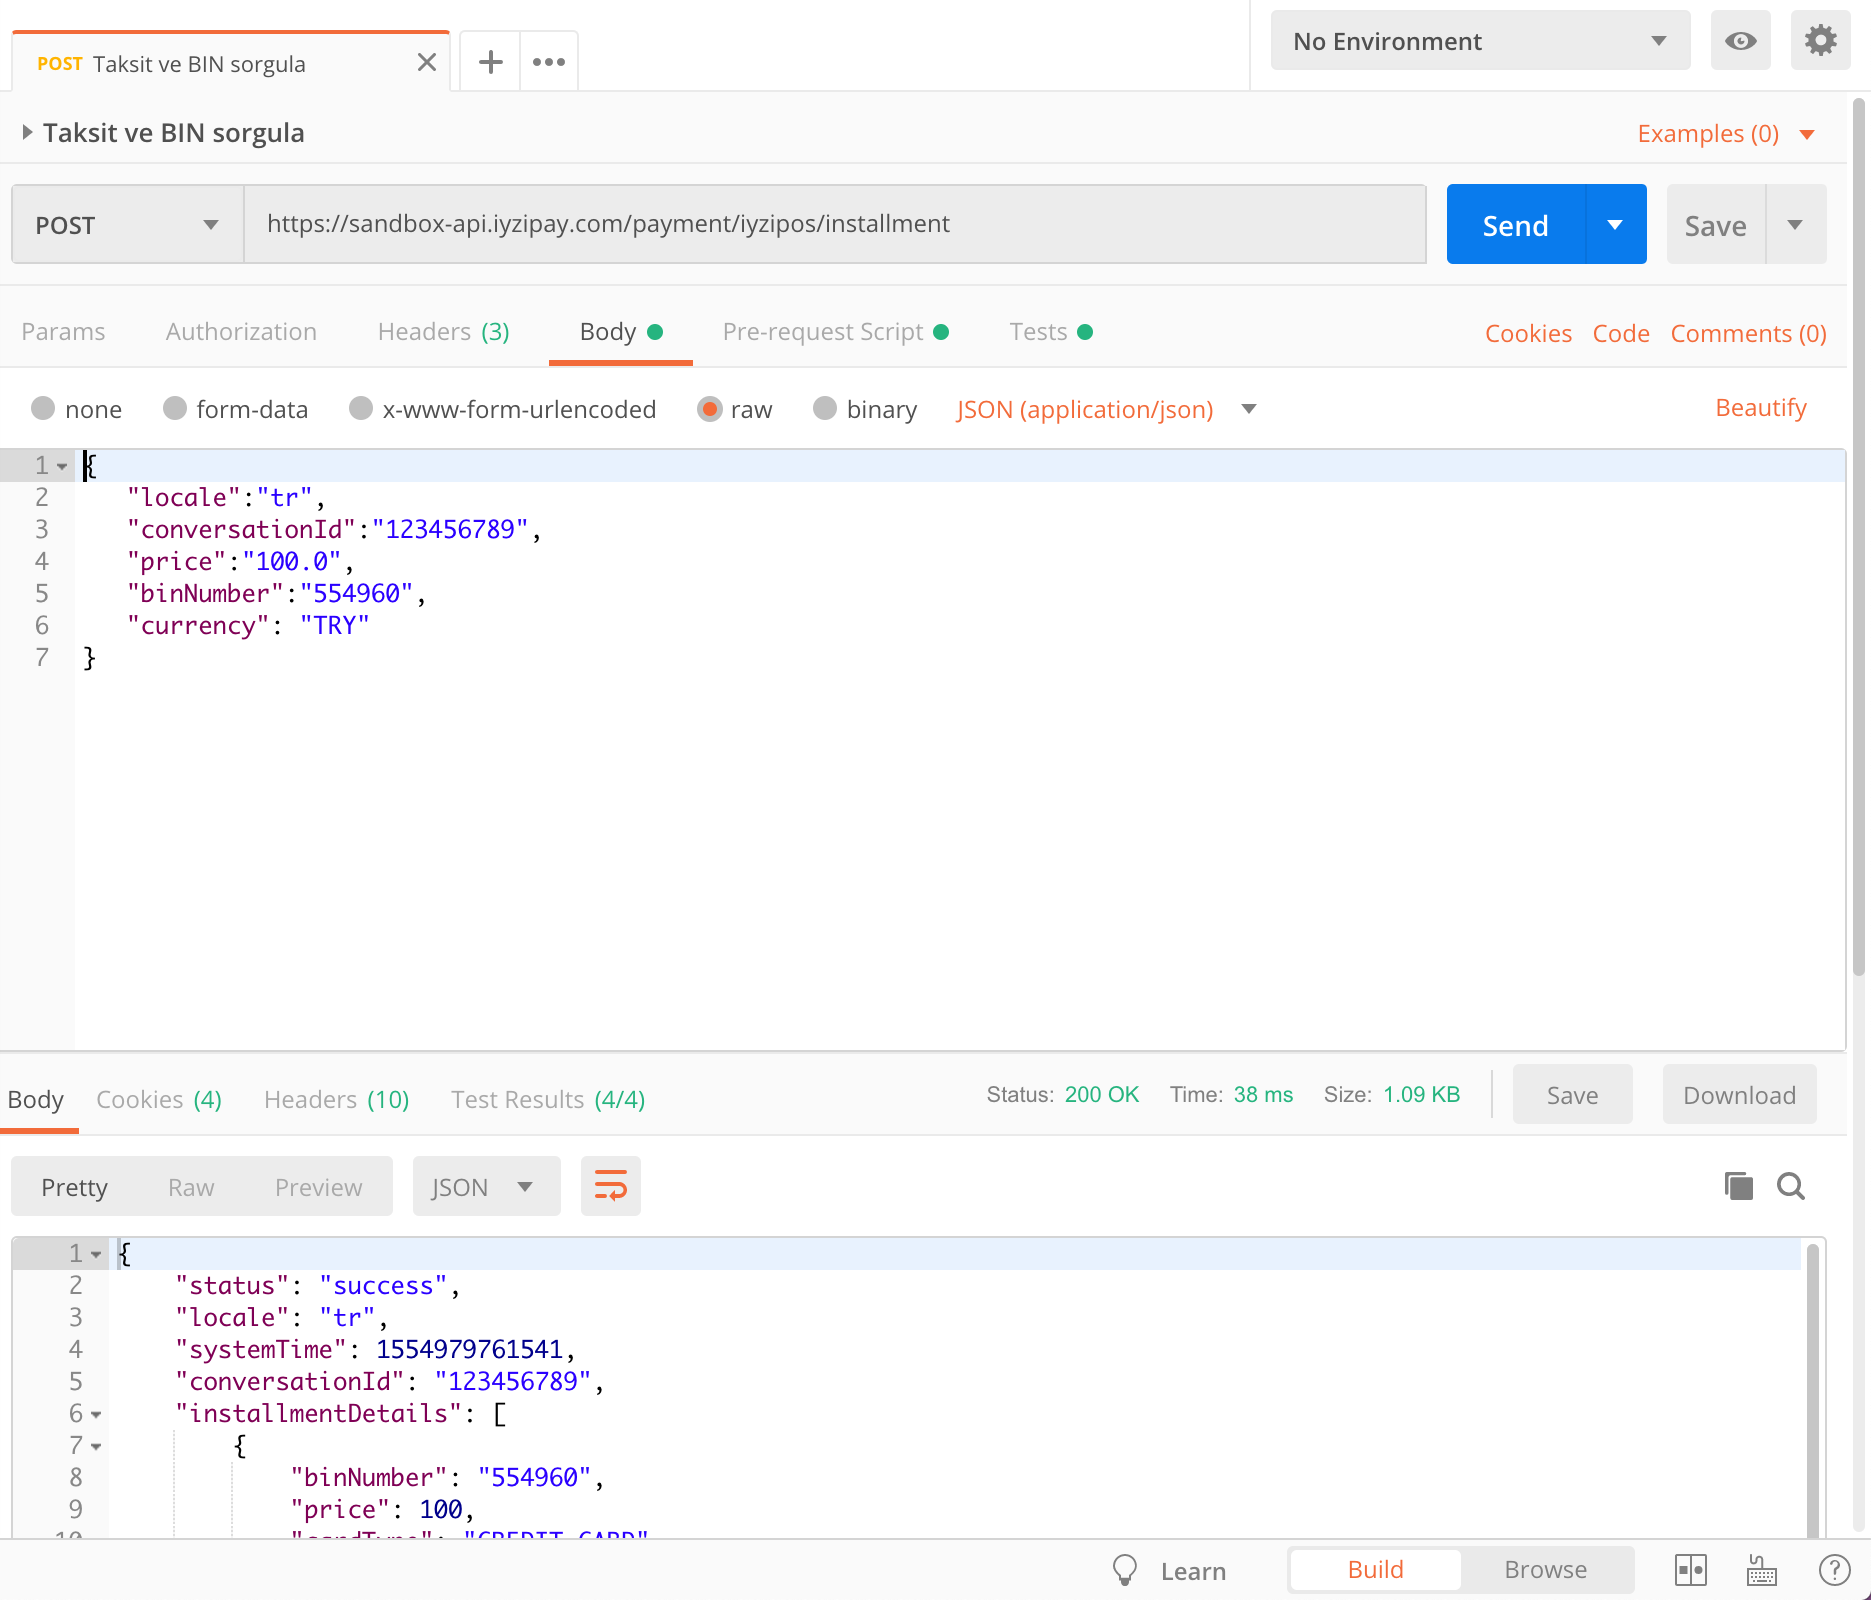 POST Taksit ve BIN sorgula
No Environment
Taksit ve BIN sorgula
Examples (0)
POST
https://sandbox-api.iyzipay.com/payment/iyzipos/installment
Send
Save
Params Authorization Headers (3) Body Pre-request Script Tests
Cookies Code Comments (0)
none form-data x-www-form-urlencoded raw binary JSON (application/json)
Beautify
1 {
2 "locale":"tr",
3 "conversationId":"123456789",
4 "price":"100.0",
5 "binNumber":"554960",
6 "currency": "TRY"
7 }
Body Cookies (4) Headers (10) Test Results (4/4)
Status: 200 OK Time: 38 ms Size: 1.09 KB
Save
Download
Pretty Raw Preview JSON
1 {
2 "status": "success",
3 "locale": "tr",
4 "systemTime": 1554979761541,
5 "conversationId": "123456789",
6 "installmentDetails": [
7 {
8 "binNumber": "554960",
9 "price": 100,
10 "cardType": "CREDIT_CARD"
Learn
Build
Browse